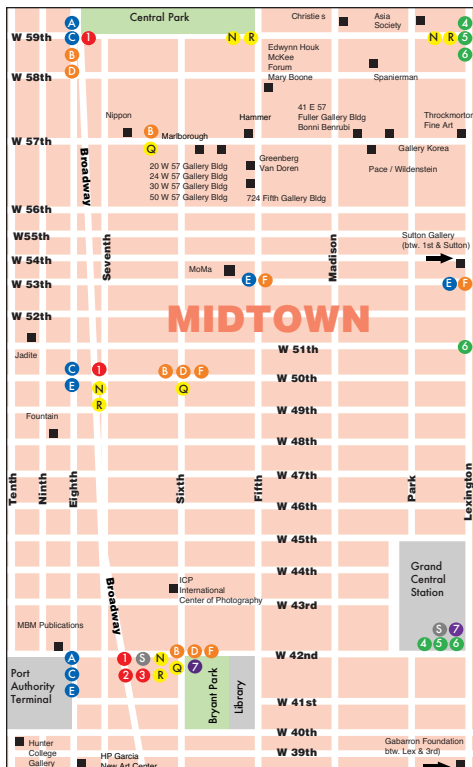 Central Park
Christie s
Asia
Society
A
C
1
B
D
N R
N R
4
5
6
W 59th
Edwynn Houk
McKee
Forum
Mary Boone
Spanierman
W 58th
Nippon
B
Q
Marlborough
Hammer
41 E 57
Fuller Gallery Bldg
Bonni Benrubi
Throckmorton
Fine Art
W 57th
Gallery Korea
20 W 57 Gallery Bldg
24 W 57 Gallery Bldg
30 W 57 Gallery Bldg
50 W 57 Gallery Bldg
Greenberg
Van Doren
Pace / Wildenstein
724 Fifth Gallery Bldg
Broadway
W 56th
Sutton Gallery
(btw. 1st & Sutton)
W55th
Seventh
Madison
W 54th
MoMa
E F
E F
W 53th
W 52th
MIDTOWN
Jadite
W 51th
6
C
E
1
N
R
B D F
Q
W 50th
W 49th
Fountain
W 48th
W 47th
Tenth
Ninth
Eighth
Sixth
Fifth
Park
Lexington
W 46th
W 45th
W 44th
Broadway
ICP
International
Center of Photography
Grand
Central
Station
W 43rd
MBM Publications
S 7
4 5 6
A
C
E
1 S N
2 3 R
B D F
Q 7
W 42nd
Port
Authority
Terminal
Bryant Park
Library
W 41st
W 40th
Hunter
College
Gallery
HP Garcia
New Art Center
W 39th
Gabarron Foundation
btw. Lex & 3rd)